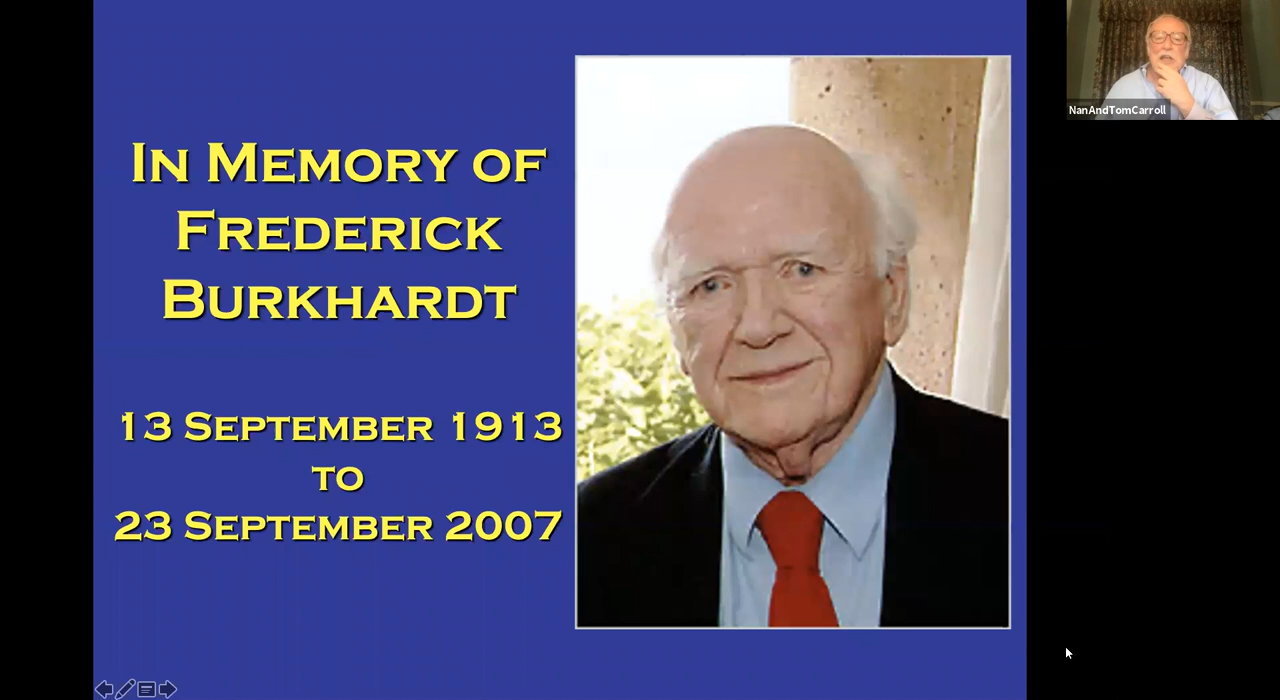 In Memory of
Frederick
Burkhardt
13 September 1913
to
23 September 2007
NanAndTomCarroll